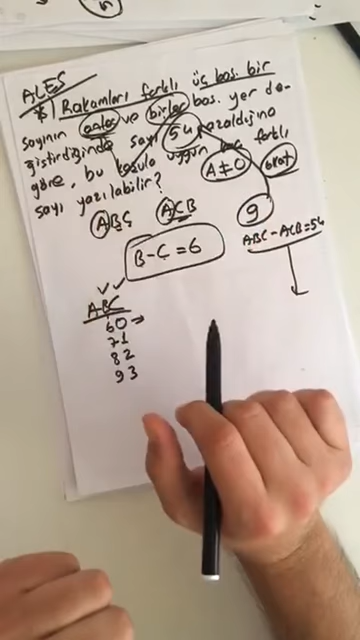 ALES
*) Rakamları farklı üç bas. bir
sayının onlar ve birler bas. yer de-
ğiştirdiğinde sayı 54 azaldığına
göre, bu koşula uygun kaç farklı
sayı yazılabilir?
A≠0
ABC ACB
9
B-C=6
ABC-ACB=54
ABC
60→
71
82
93